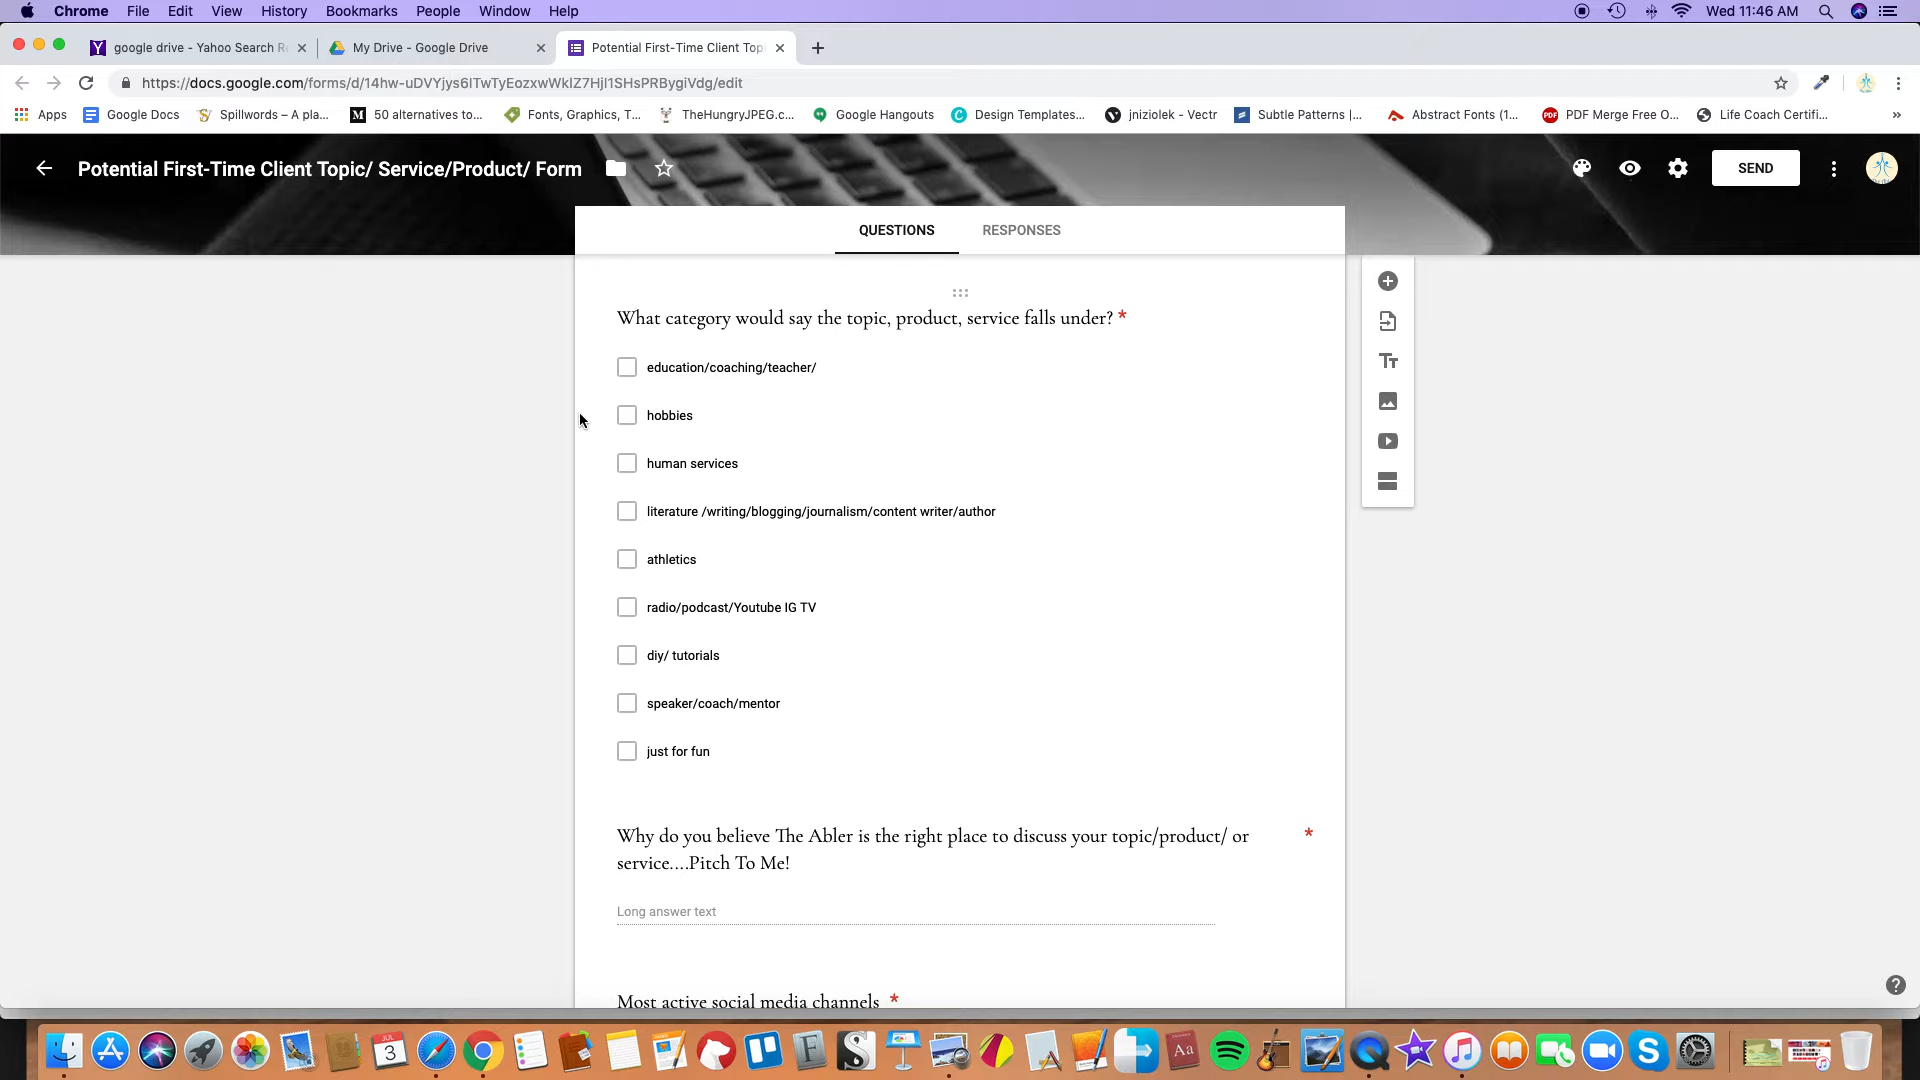 Chrome File Edit View History Bookmarks People Window Help Wed 11:46 AM
google drive - Yahoo Search Re
My Drive - Google Drive
Potential First-Time Client Top
https://docs.google.com/forms/d/14hw-uDVYjys6ITwTyEozxwWkIZ7HjI1SHsPRBygiVdg/edit
Apps Google Docs Spillwords – A pla... 50 alternatives to... Fonts, Graphics, T... TheHungryJPEG.c... Google Hangouts Design Templates... jniziolek - Vectr Subtle Patterns |... Abstract Fonts (1... PDF Merge Free O... Life Coach Certifi... »
Potential First-Time Client Topic/ Service/Product/ Form
SEND
QUESTIONS RESPONSES
What category would say the topic, product, service falls under? *
education/coaching/teacher/
hobbies
human services
literature /writing/blogging/journalism/content writer/author
athletics
radio/podcast/Youtube IG TV
diy/ tutorials
speaker/coach/mentor
just for fun
Why do you believe The Abler is the right place to discuss your topic/product/ or *
service....Pitch To Me!
Long answer text
Most active social media channels *
JUL
3